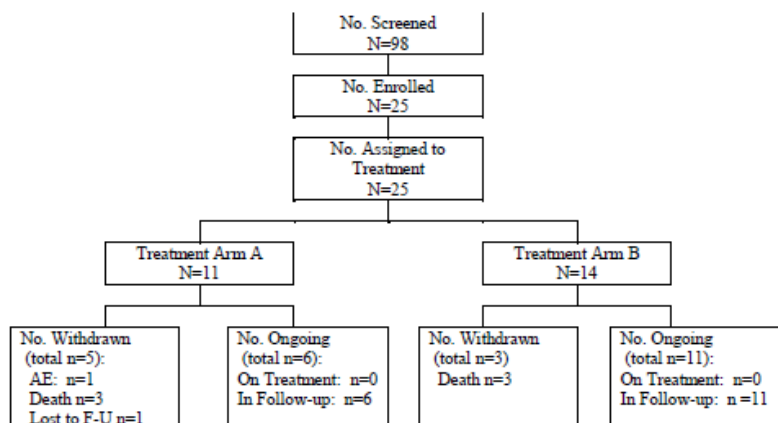 No. Screened
N=98
No. Enrolled
N=25
No. Assigned to
Treatment
N=25
Treatment Arm A
N=11
Treatment Arm B
N=14
No. Withdrawn
(total n=5):
AE: n=1
Death n=3
Lost to F-U n=1
No. Ongoing
(total n=6):
On Treatment: n=0
In Follow-up: n=6
No. Withdrawn
(total n=3)
Death n=3
No. Ongoing
(total n=11):
On Treatment: n=0
In Follow-up: n =11